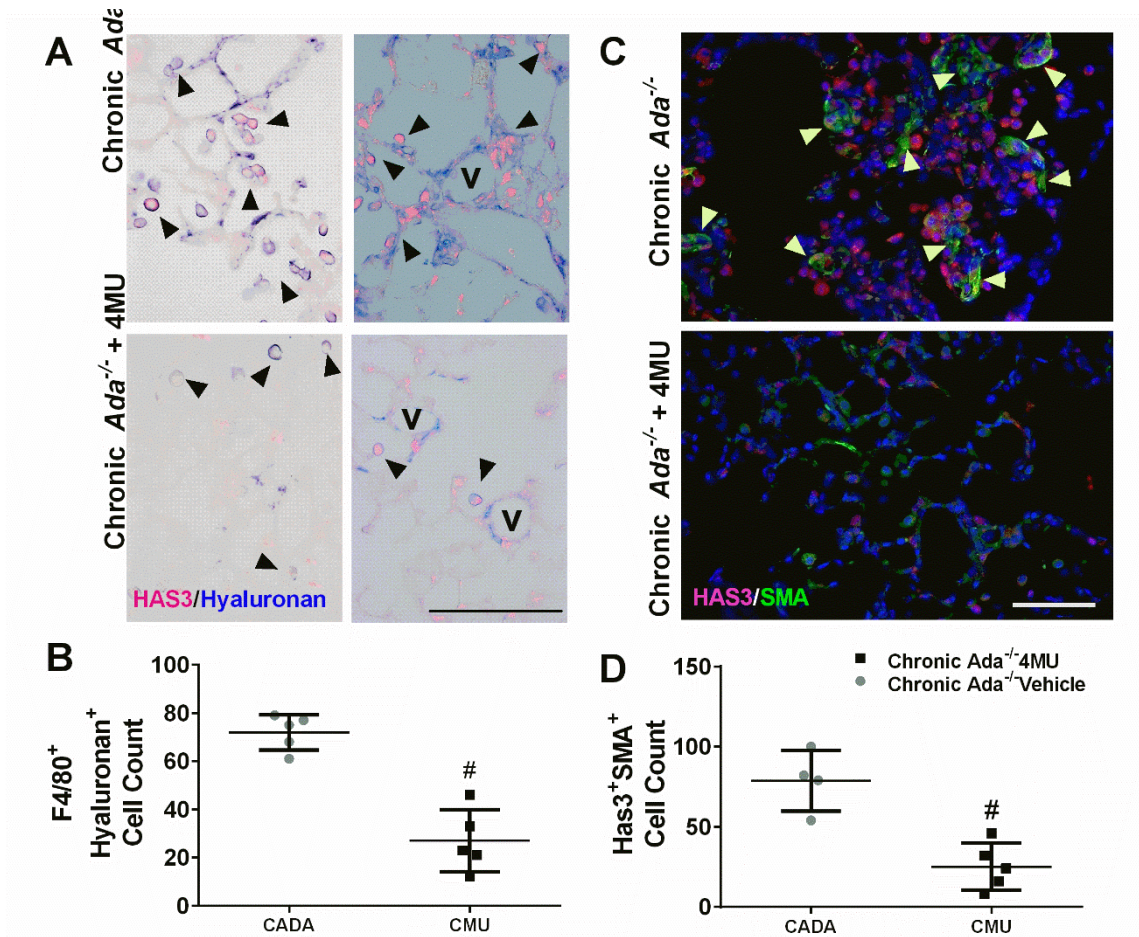 A
Chronic Ada
V
Chronic Ada-/- + 4MU
V
V
HAS3/Hyaluronan
C
Chronic Ada-/-
Chronic Ada-/- + 4MU
HAS3/SMA
B
F4/80+
Hyaluronan+
Cell Count
100
80
60
40
20
0
#
CADA
CMU
D
Has3+SMA+
Cell Count
150
100
50
0
Chronic Ada-/-4MU
Chronic Ada-/-Vehicle
#
CADA
CMU